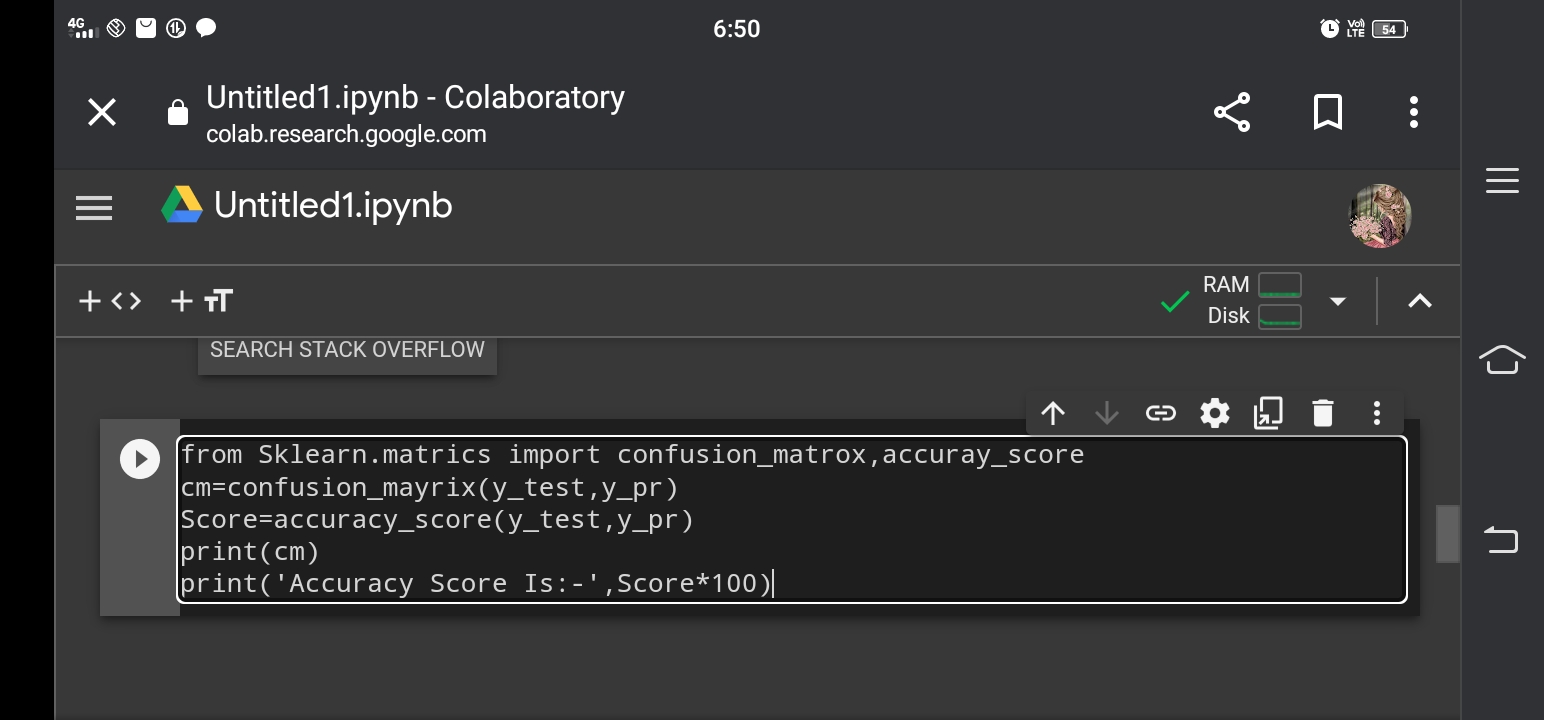 4G
6:50
Vo)
LTE
54
Untitled1.ipynb - Colaboratory
colab.research.google.com
Untitled1.ipynb
RAM
Disk
SEARCH STACK OVERFLOW
from Sklearn.matrics import confusion_matrox,accuray_score
cm=confusion_mayrix(y_test,y_pr)
Score=accuracy_score(y_test,y_pr)
print(cm)
print('Accuracy Score Is:-',Score*100)